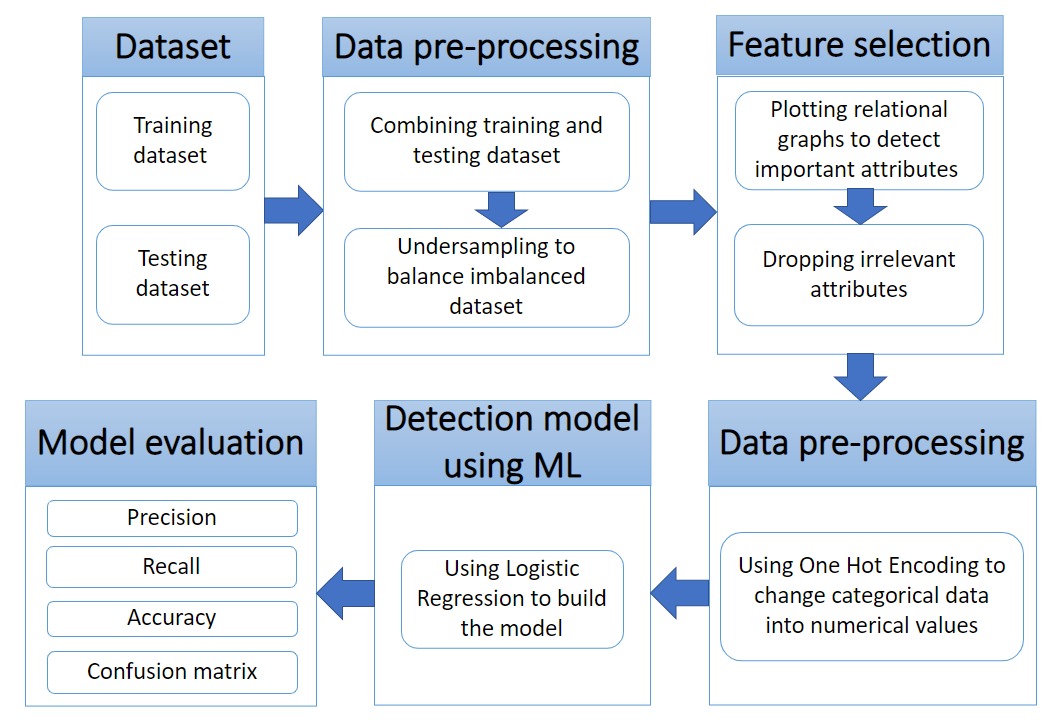 Dataset
Training
dataset
Testing
dataset
Data pre-processing
Combining training and
testing dataset
Undersampling to
balance imbalanced
dataset
Feature selection
Plotting relational
graphs to detect
important attributes
Dropping irrelevant
attributes
Data pre-processing
Using One Hot Encoding to
change categorical data
into numerical values
Detection model
using ML
Using Logistic
Regression to build
the model
Model evaluation
Precision
Recall
Accuracy
Confusion matrix